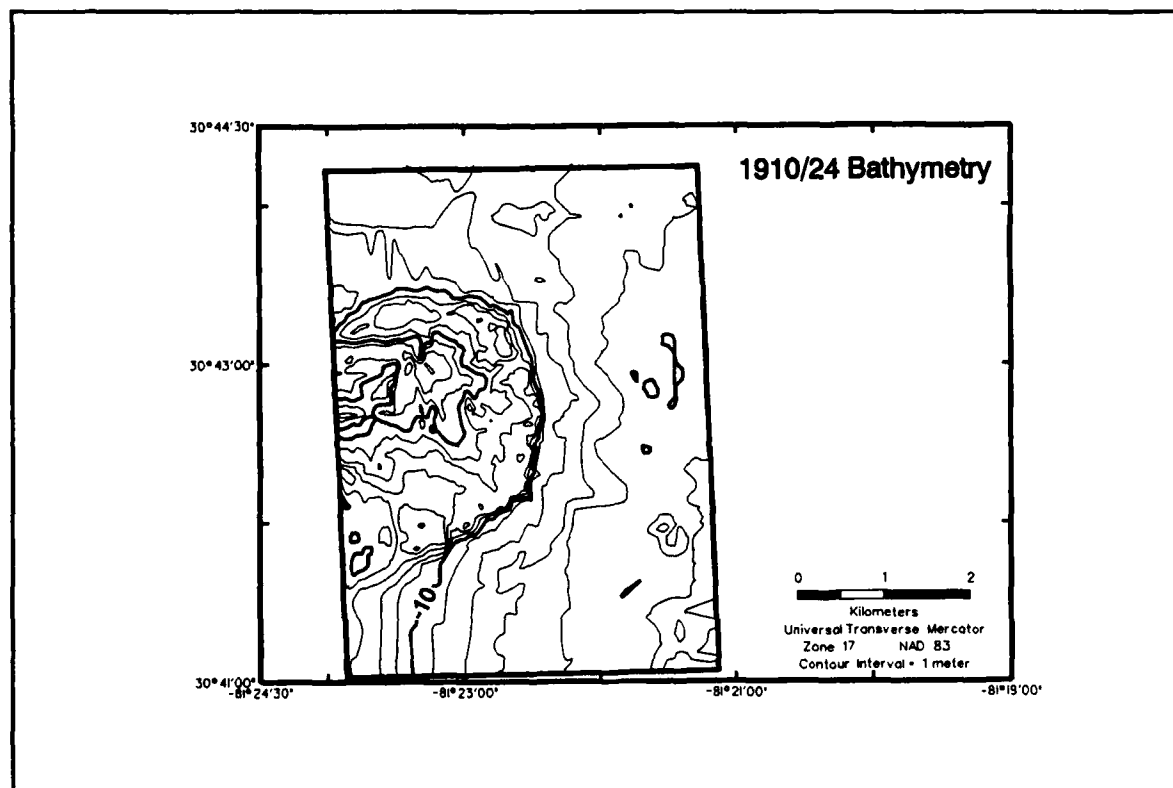 30°44'30"
1910/24 Bathymetry
30°43'00"
-10
0 1 2
Kilometers
Universal Transverse Mercator
Zone 17 NAD 83
Contour Interval = 1 meter
30°41'00"
-81°24'30" -81°23'00" -81°21'00" -81°19'00"